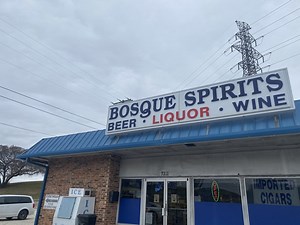 BOSQUE SPIRITS
BEER • LIQUOR • WINE
ICE
IMPORTED
CIGARS